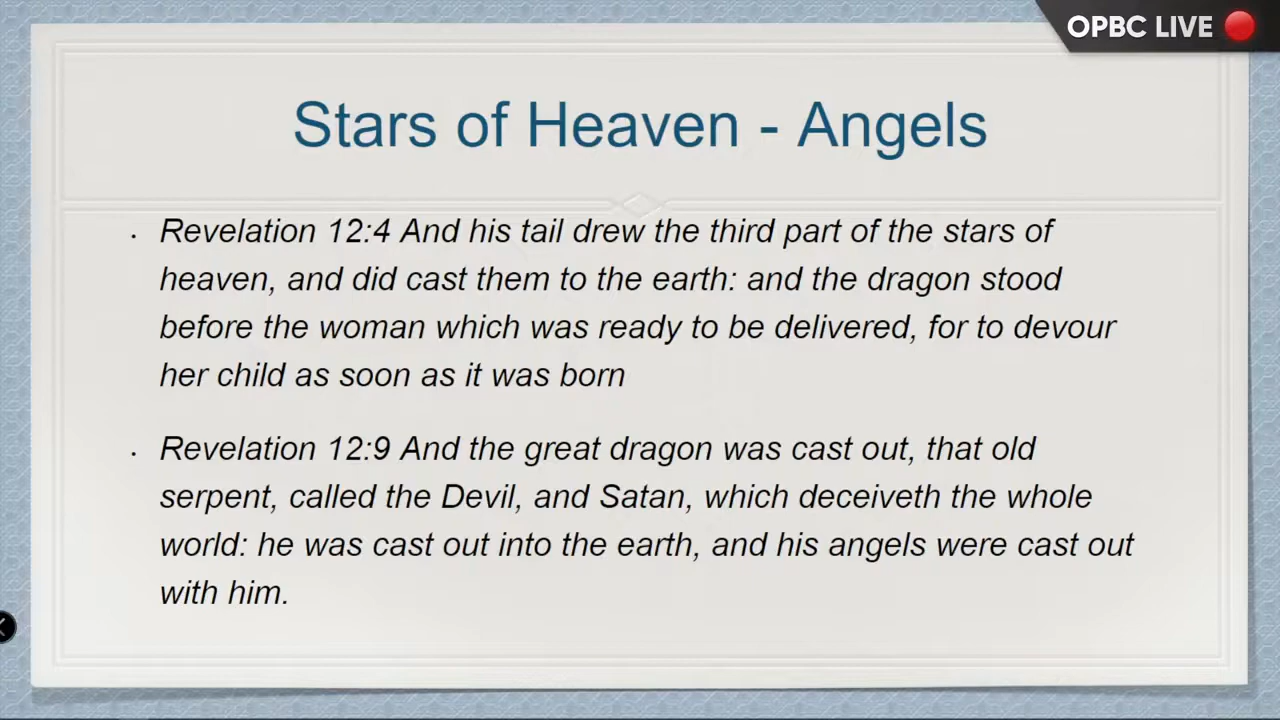 OPBC LIVE
Stars of Heaven - Angels
• Revelation 12:4 And his tail drew the third part of the stars of
heaven, and did cast them to the earth: and the dragon stood
before the woman which was ready to be delivered, for to devour
her child as soon as it was born
• Revelation 12:9 And the great dragon was cast out, that old
serpent, called the Devil, and Satan, which deceiveth the whole
world: he was cast out into the earth, and his angels were cast out
with him.